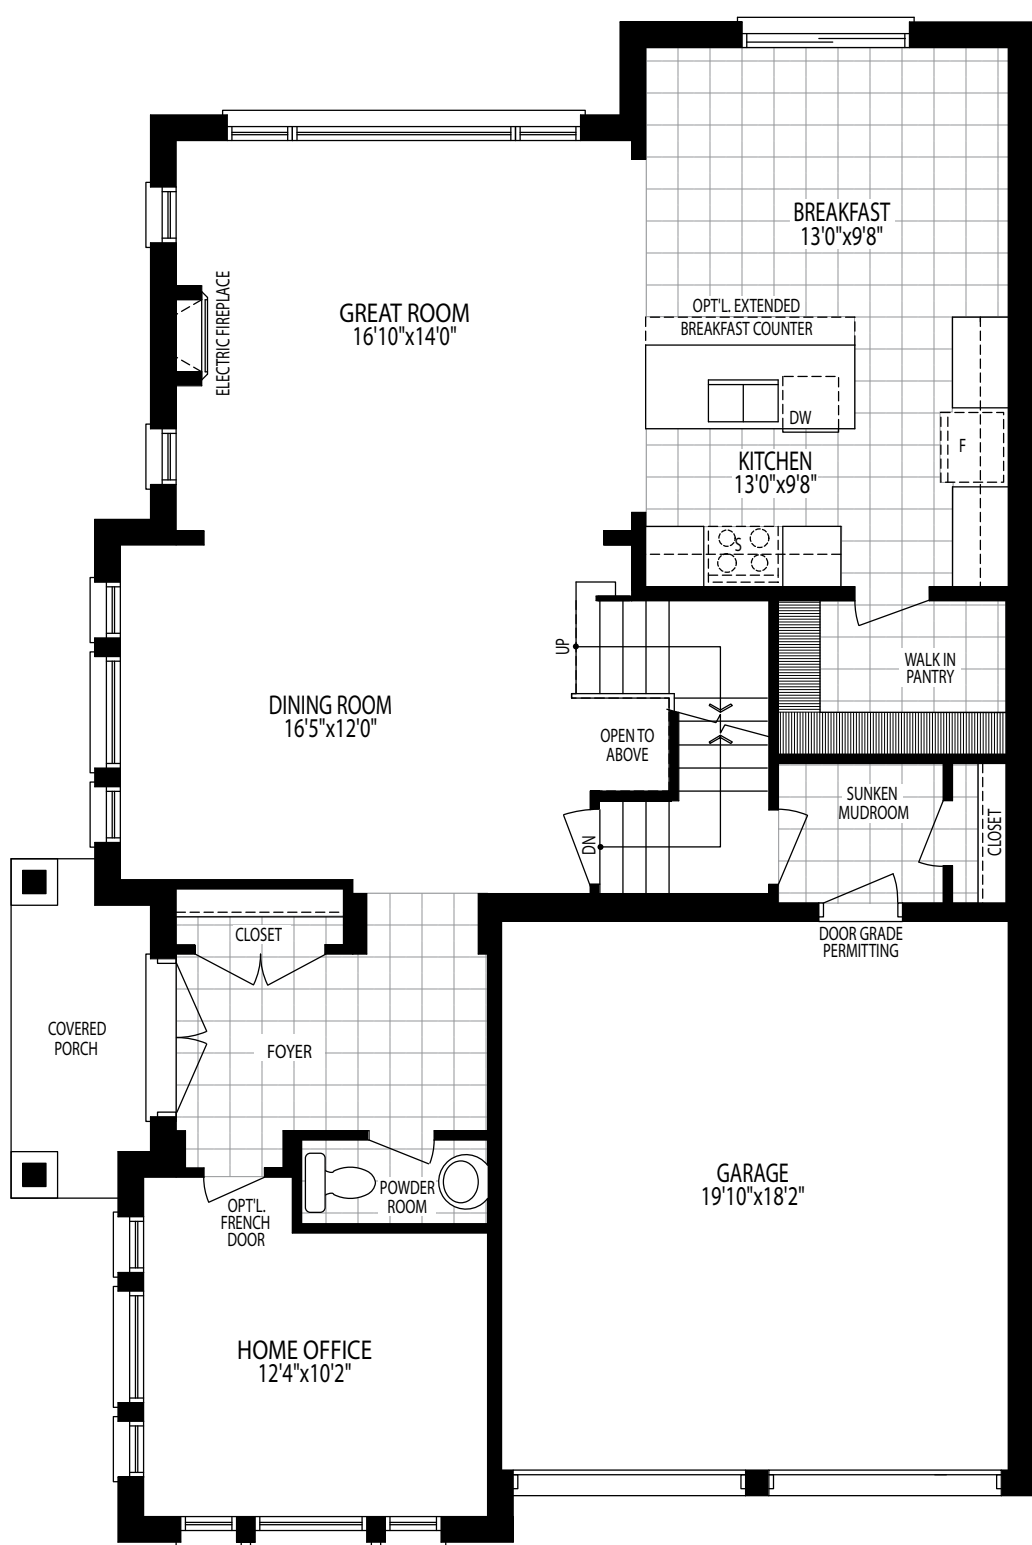 BREAKFAST
13'0"x9'8"
OPT'L. EXTENDED
BREAKFAST COUNTER
GREAT ROOM
16'10"x14'0"
ELECTRIC FIREPLACE
DW
F
KITCHEN
13'0"x9'8"
S
UP
WALK IN
PANTRY
DINING ROOM
16'5"x12'0"
OPEN TO
ABOVE
SUNKEN
MUDROOM
CLOSET
DN
CLOSET
DOOR GRADE
PERMITTING
COVERED
PORCH
FOYER
POWDER
ROOM
OPT'L.
FRENCH
DOOR
GARAGE
19'10"x18'2"
HOME OFFICE
12'4"x10'2"